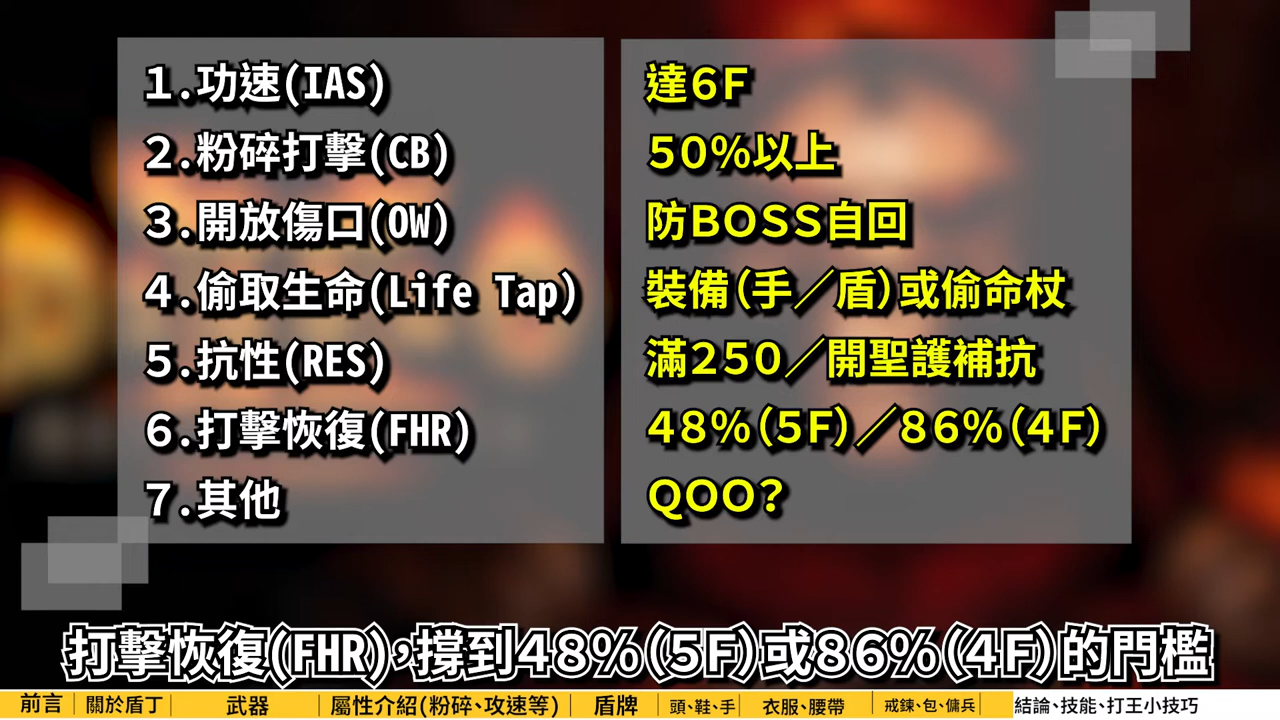 1.功速(IAS)
達6F
2.粉碎打擊(CB)
50%以上
3.開放傷口(OW)
防BOSS自回
4.偷取生命(Life Tap)
裝備(手／盾)或偷命杖
5.抗性(RES)
滿250／開聖護補抗
6.打擊恢復(FHR)
48%(5F)／86%(4F)
7.其他
QOO?
打擊恢復(FHR)，撐到48%(5F)或86%(4F)的門檻
前言 關於盾丁 武器 屬性介紹(粉碎、攻速等) 盾牌 頭、鞋、手 衣服、腰帶 戒鍊、包、傭兵 結論、技能、打王小技巧